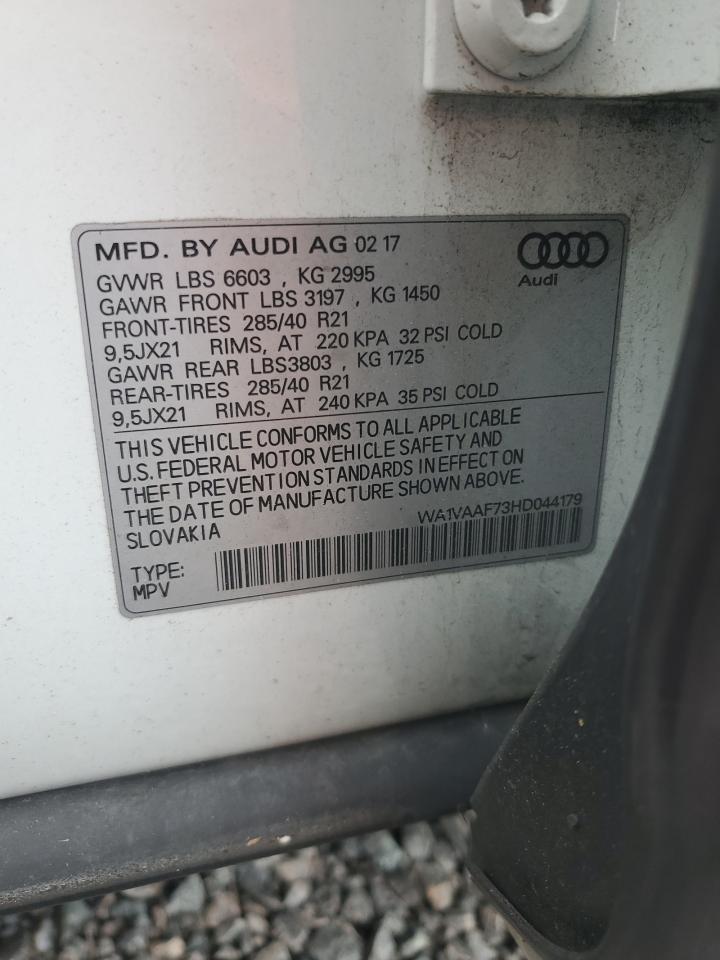 MFD. BY AUDI AG 02 17
Audi
GVWR LBS 6603 , KG 2995
GAWR FRONT LBS 3197 , KG 1450
FRONT-TIRES 285/40 R21
9,5JX21 RIMS, AT 220 KPA 32 PSI COLD
GAWR REAR LBS3803 , KG 1725
REAR-TIRES 285/40 R21
9,5JX21 RIMS, AT 240 KPA 35 PSI COLD
THIS VEHICLE CONFORMS TO ALL APPLICABLE
U.S. FEDERAL MOTOR VEHICLE SAFETY AND
THEFT PREVENTION STANDARDS IN EFFECT ON
THE DATE OF MANUFACTURE SHOWN ABOVE.
SLOVAKIA WA1VAAF73HD044179
TYPE:
MPV